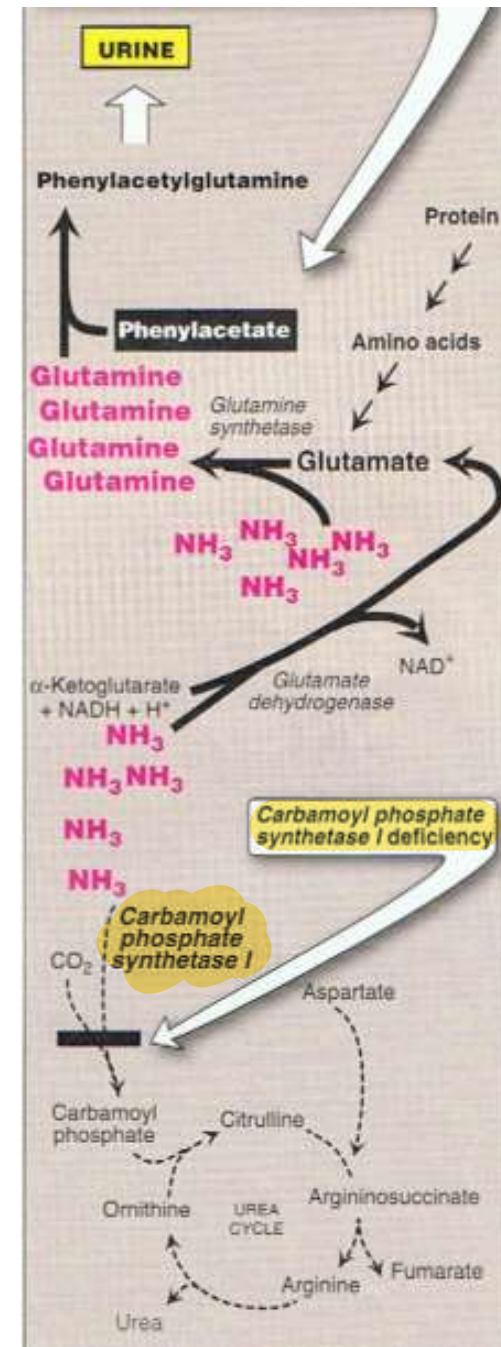 URINE
Phenylacetylglutamine
Protein
Phenylacetate
Amino acids
Glutamine
Glutamine
Glutamine
synthetase
Glutamine
Glutamate
Glutamine
NH₃ NH₃ NH₃
NH₃
NH₃
NAD⁺
α-Ketoglutarate
+ NADH + H⁺
Glutamate
dehydrogenase
NH₃
NH₃ NH₃
NH₃
NH₃
Carbamoyl phosphate
synthetase I deficiency
Carbamoyl
phosphate
synthetase I
CO₂
Aspartate
Carbamoyl
phosphate
Citrulline
Ornithine
UREA
CYCLE
Argininosuccinate
Arginine
Fumarate
Urea